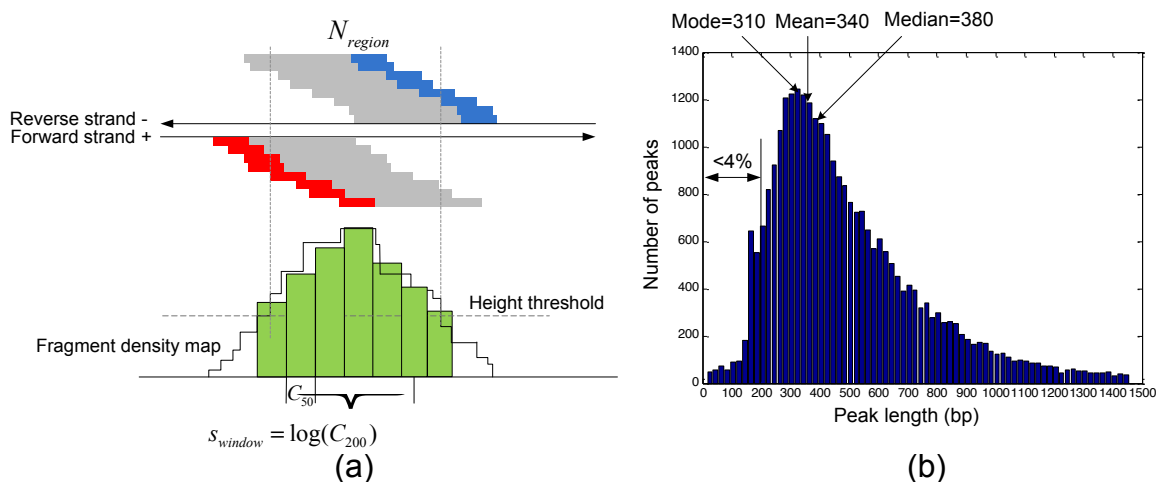 N_region
Reverse strand -
Forward strand +
Height threshold
Fragment density map
C_50
s_window = log(C_200)
(a)
Mode=310 Mean=340 Median=380
1400
1200
1000
800
600
400
200
0
<4%
Number of peaks
0 100 200 300 400 500 600 700 800 900 1000 1100 1200 1300 1400 1500
Peak length (bp)
(b)